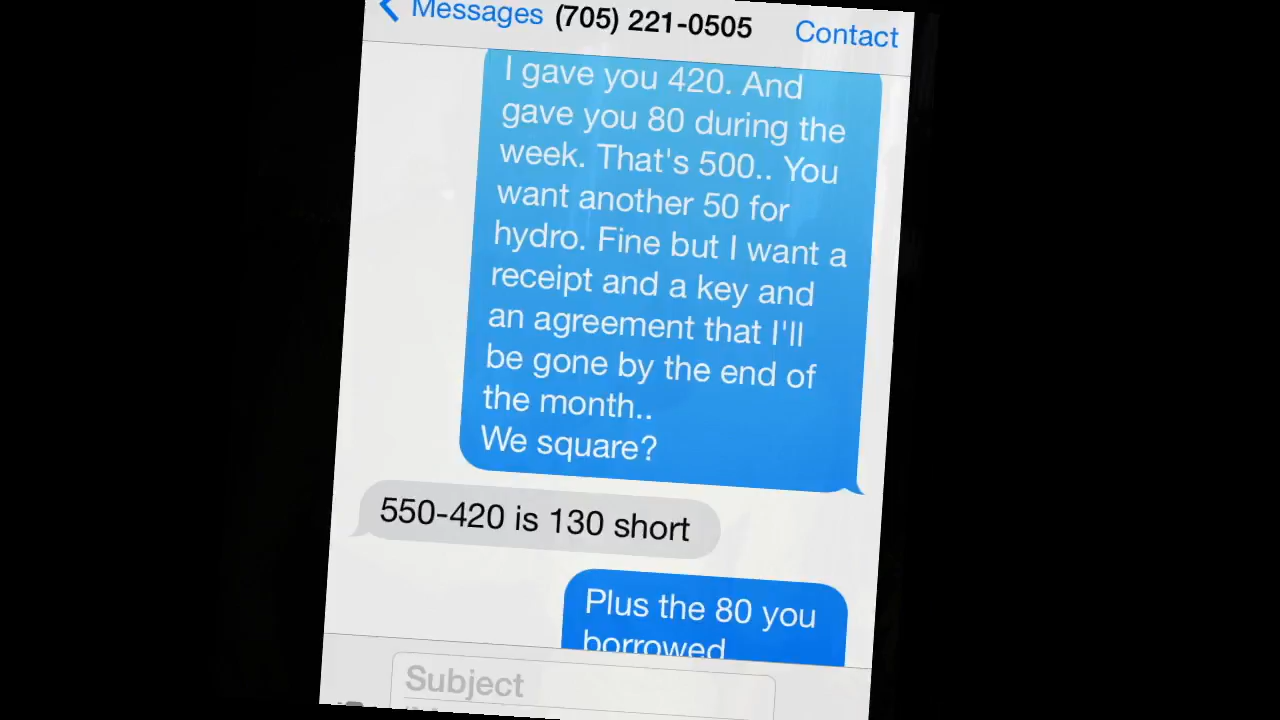 Messages (705) 221-0505 Contact
I gave you 420. And
gave you 80 during the
week. That's 500.. You
want another 50 for
hydro. Fine but I want a
receipt and a key and
an agreement that I'll
be gone by the end of
the month..
We square?
550-420 is 130 short
Plus the 80 you
borrowed
Subject